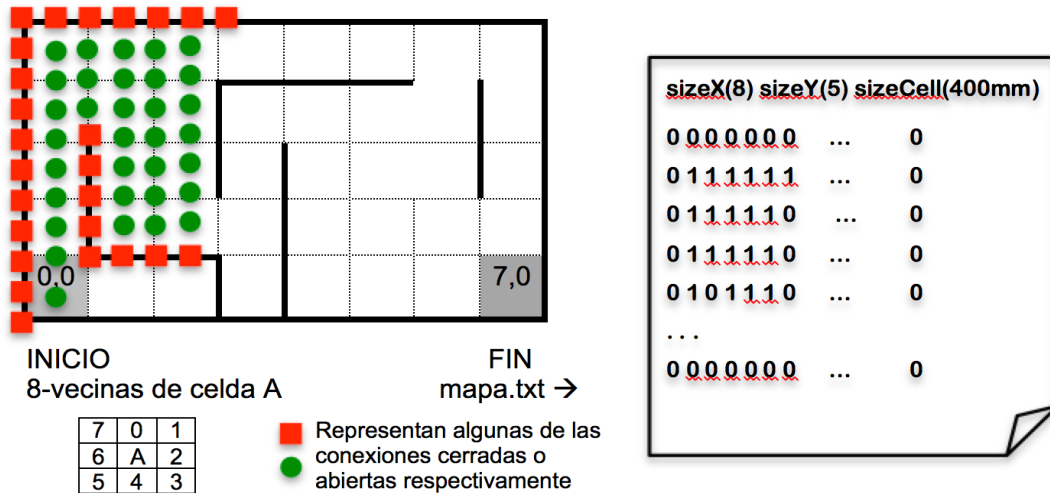 0,0
7,0
INICIO
FIN
8-vecinas de celda A
mapa.txt →
7 0 1
6 A 2
5 4 3
Representan algunas de las
conexiones cerradas o
abiertas respectivamente
sizeX(8) sizeY(5) sizeCell(400mm)
0 0 0 0 0 0 0 ... 0
0 1 1 1 1 1 1 ... 0
0 1 1 1 1 1 0 ... 0
0 1 1 1 1 1 0 ... 0
0 1 0 1 1 1 0 ... 0
. . .
0 0 0 0 0 0 0 ... 0